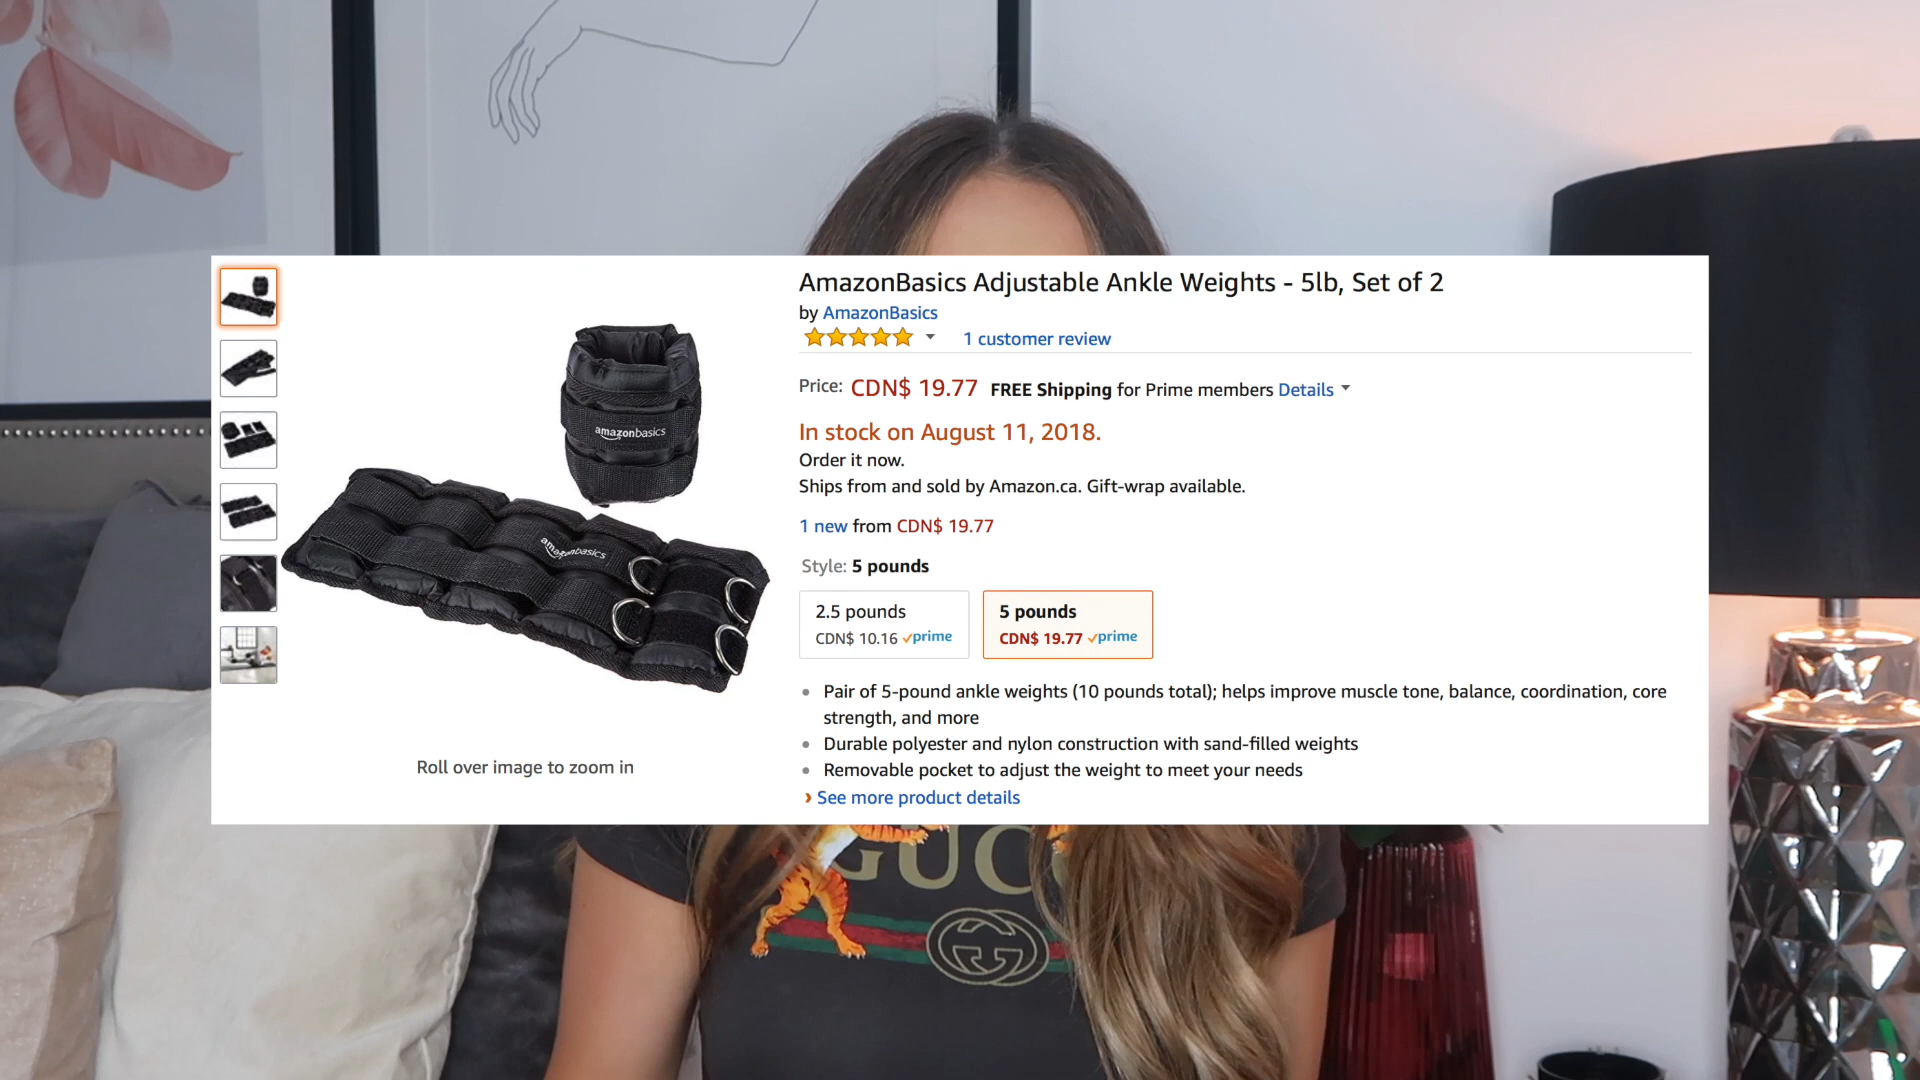 AmazonBasics Adjustable Ankle Weights - 5lb, Set of 2
by AmazonBasics
1 customer review
Price: CDN$ 19.77 FREE Shipping for Prime members Details
In stock on August 11, 2018.
Order it now.
Ships from and sold by Amazon.ca. Gift-wrap available.
1 new from CDN$ 19.77
Style: 5 pounds
2.5 pounds
CDN$ 10.16 prime
5 pounds
CDN$ 19.77 prime
Pair of 5-pound ankle weights (10 pounds total); helps improve muscle tone, balance, coordination, core
strength, and more
Durable polyester and nylon construction with sand-filled weights
Removable pocket to adjust the weight to meet your needs
See more product details
amazonbasics
amazonbasics
Roll over image to zoom in
GUC